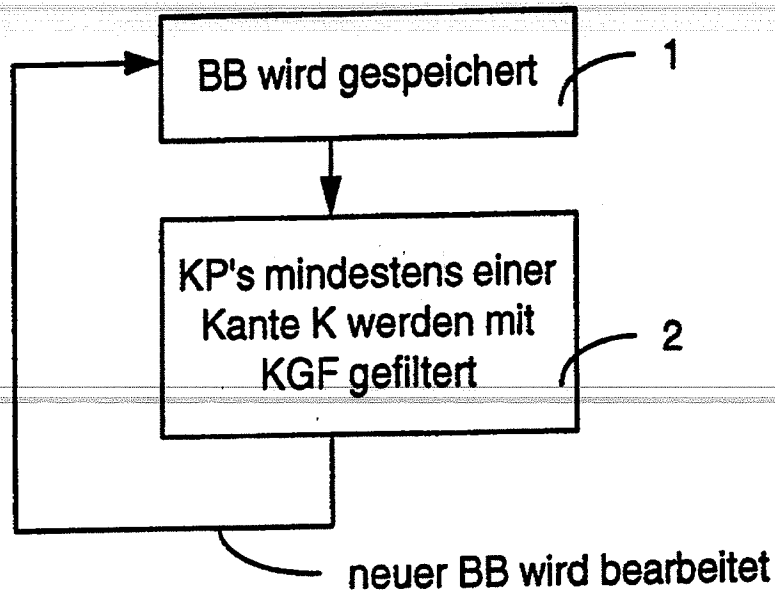 BB wird gespeichert
1
KP's mindestens einer
Kante K werden mit
KGF gefiltert
2
neuer BB wird bearbeitet